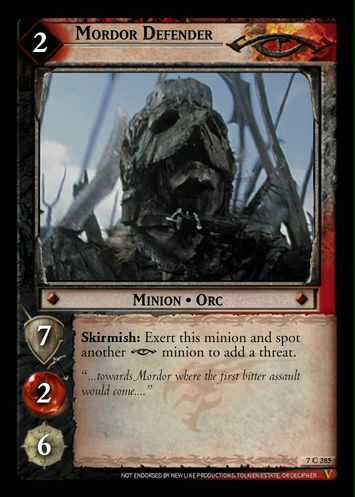 2
MORDOR DEFENDER
MINION • ORC
7
Skirmish: Exert this minion and spot
another minion to add a threat.
2
"...towards Mordor where the first bitter assault
would come...."
6
7 C 285
NOT ENDORSED BY NEW LINE PRODUCTIONS, TOLKIEN ESTATE, OR DECIPHER
V